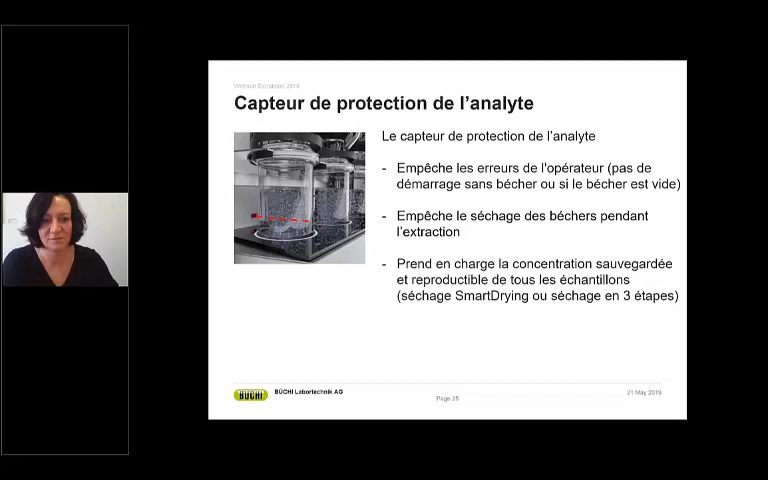 Webinar Extraction 2019
Capteur de protection de l'analyte
Le capteur de protection de l'analyte
- Empêche les erreurs de l'opérateur (pas de
démarrage sans bécher ou si le bécher est vide)
- Empêche le séchage des béchers pendant
l'extraction
- Prend en charge la concentration sauvegardée
et reproductible de tous les échantillons
(séchage SmartDrying ou séchage en 3 étapes)
BUCHI
BÜCHI Labortechnik AG
Page 28
21 May 2019